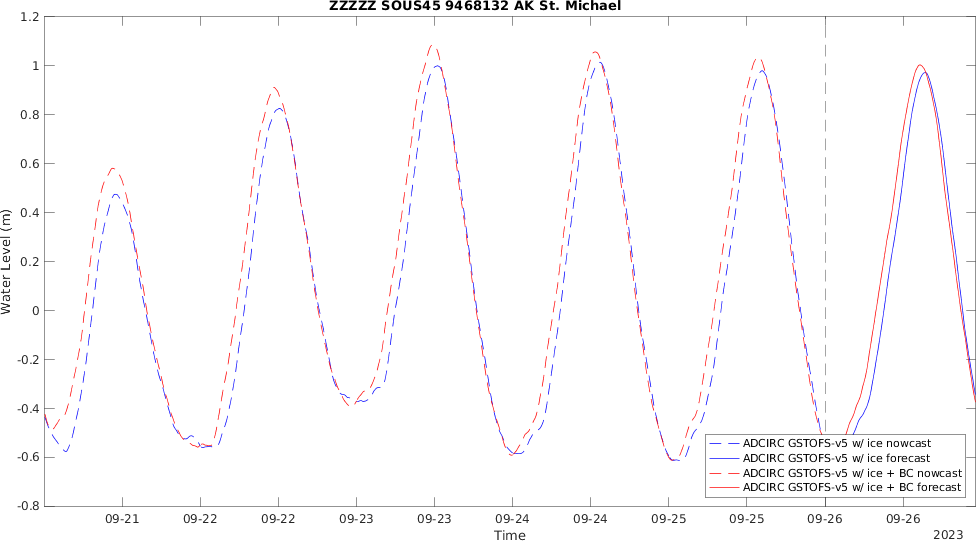 ZZZZZ SOUS45 9468132 AK St. Michael
1.2
1
0.8
0.6
0.4
0.2
0
-0.2
-0.4
-0.6
-0.8
Water Level (m)
ADCIRC GSTOFS-v5 w/ ice nowcast
ADCIRC GSTOFS-v5 w/ ice forecast
ADCIRC GSTOFS-v5 w/ ice + BC nowcast
ADCIRC GSTOFS-v5 w/ ice + BC forecast
09-21 09-22 09-22 09-23 09-23 09-24 09-24 09-25 09-25 09-26 09-26
Time
2023